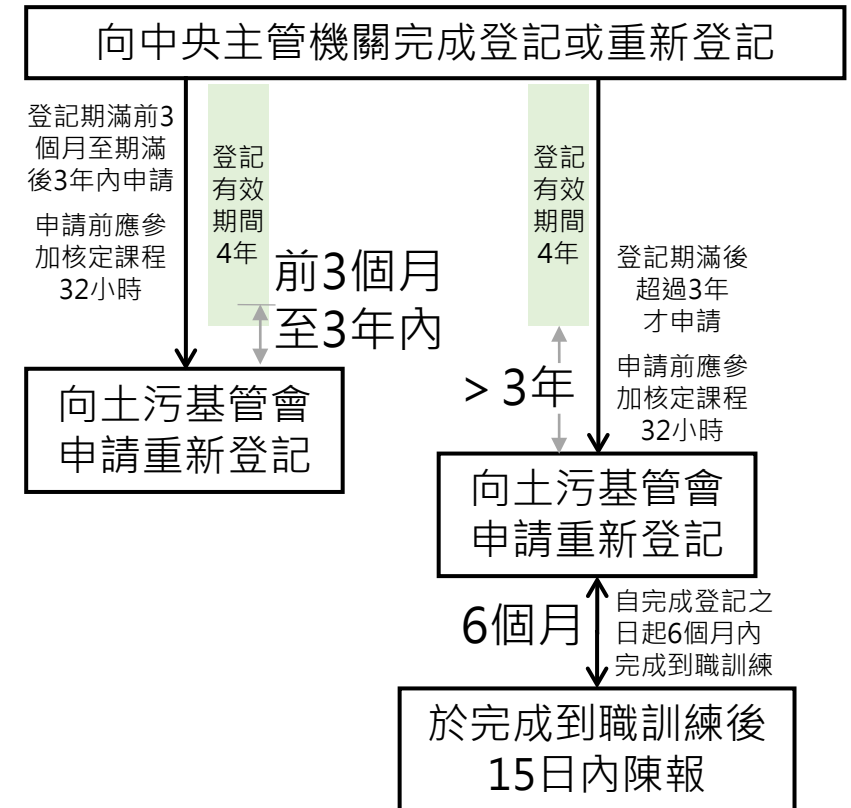 向中央主管機關完成登記或重新登記
登記期滿前3
個月至期滿
後3年內申請
申請前應參
加核定課程
32小時
登記
有效
期間
4年
前3個月
至3年內
向土污基管會
申請重新登記
登記
有效
期間
4年
登記期滿後
超過3年
才申請
申請前應參
加核定課程
32小時
> 3年
向土污基管會
申請重新登記
6個月
自完成登記之
日起6個月內
完成到職訓練
於完成到職訓練後
15日內陳報